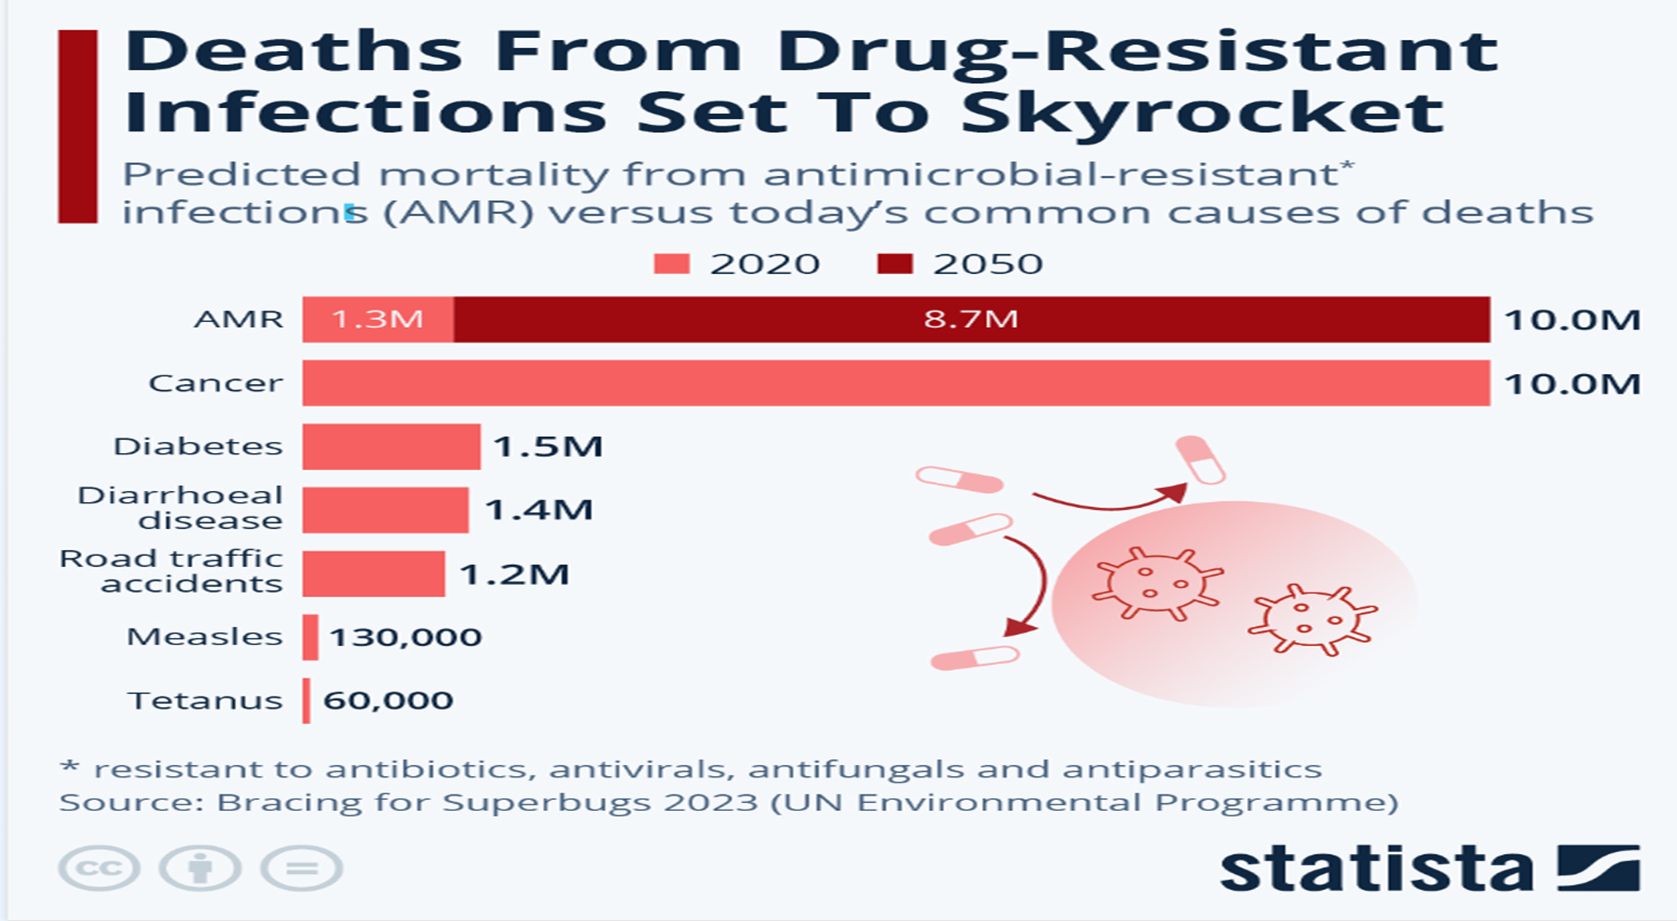 Deaths From Drug-Resistant
Infections Set To Skyrocket
Predicted mortality from antimicrobial-resistant*
infections (AMR) versus today's common causes of deaths
2020 2050
AMR 1.3M 8.7M 10.0M
Cancer 10.0M
Diabetes 1.5M
Diarrhoeal
disease 1.4M
Road traffic
accidents 1.2M
Measles 130,000
Tetanus 60,000
* resistant to antibiotics, antivirals, antifungals and antiparasitics
Source: Bracing for Superbugs 2023 (UN Environmental Programme)
cc
statista